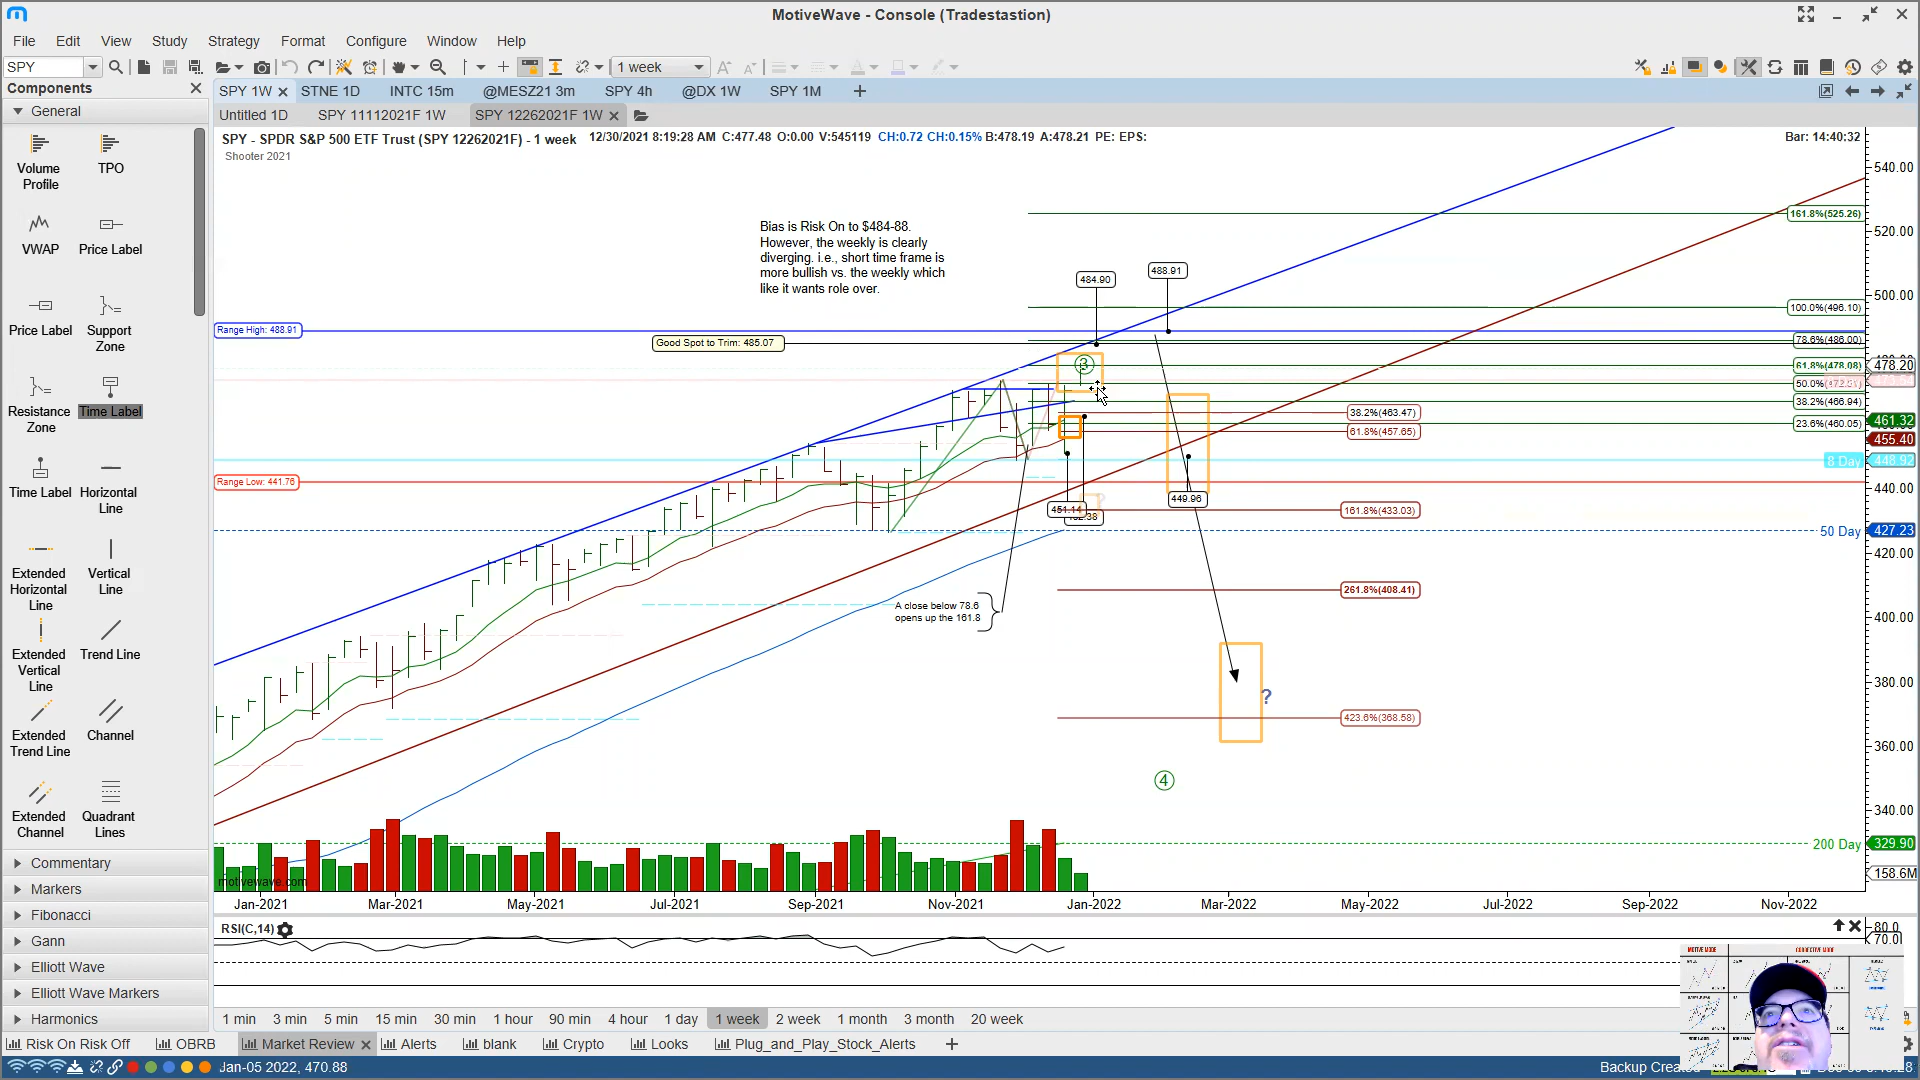 MotiveWave - Console (Tradestastion)
File Edit View Study Strategy Format Configure Window Help
SPY
1 week
Components
SPY 1W STNE 1D INTC 15m @MESZ21 3m SPY 4h @DX 1W SPY 1M
General
Untitled 1D SPY 11112021F 1W SPY 12262021F 1W
SPY - SPDR S&P 500 ETF Trust (SPY 12262021F) - 1 week 12/30/2021 8:19:28 AM C:477.48 O:0.00 V:545119 CH:0.72 CH:0.15% B:478.19 A:478.21 PE: EPS:
Bar: 14:40:32
Shooter 2021
Volume Profile
TPO
VWAP
Price Label
Price Label
Support Zone
Resistance Zone
Time Label
Time Label
Horizontal Line
Extended Horizontal Line
Vertical Line
Extended Vertical Line
Trend Line
Extended Trend Line
Channel
Extended Channel
Quadrant Lines
Commentary
Markers
Fibonacci
Gann
Elliott Wave
Elliott Wave Markers
Harmonics
Bias is Risk On to $484-88.
However, the weekly is clearly
diverging. i.e., short time frame is
more bullish vs. the weekly which
like it wants role over.
484.90
488.91
Range High: 488.91
Good Spot to Trim: 485.07
3
Range Low: 441.76
161.8%(525.26)
100.0%(496.10)
78.6%(486.00)
61.8%(478.08)
50.0%(472.51)
38.2%(466.94)
23.6%(460.05)
38.2%(463.47)
61.8%(457.65)
161.8%(433.03)
261.8%(408.41)
423.6%(368.58)
451.14
449.96
A close below 78.6
opens up the 161.8
?
4
8 Day
50 Day
200 Day
540.00
520.00
500.00
478.20
461.32
455.40
448.92
440.00
427.23
420.00
400.00
380.00
360.00
340.00
329.90
158.6M
motivewave.com
Jan-2021 Mar-2021 May-2021 Jul-2021 Sep-2021 Nov-2021 Jan-2022 Mar-2022 May-2022 Jul-2022 Sep-2022 Nov-2022
RSI(C,14)
80.0
70.0
1 min 3 min 5 min 15 min 30 min 1 hour 90 min 4 hour 1 day 1 week 2 week 1 month 3 month 20 week
Risk On Risk Off OBRB Market Review Alerts blank Crypto Looks Plug_and_Play_Stock_Alerts
Jan-05 2022, 470.88
Backup Created